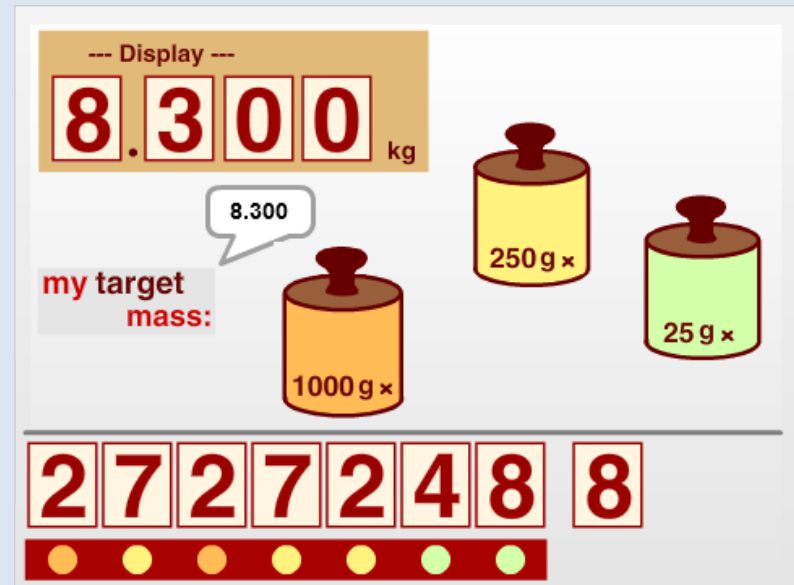 --- Display ---
8.300 kg
8.300
my target
mass:
250 g ×
25 g ×
1000 g ×
2 7 2 7 2 4 8 8